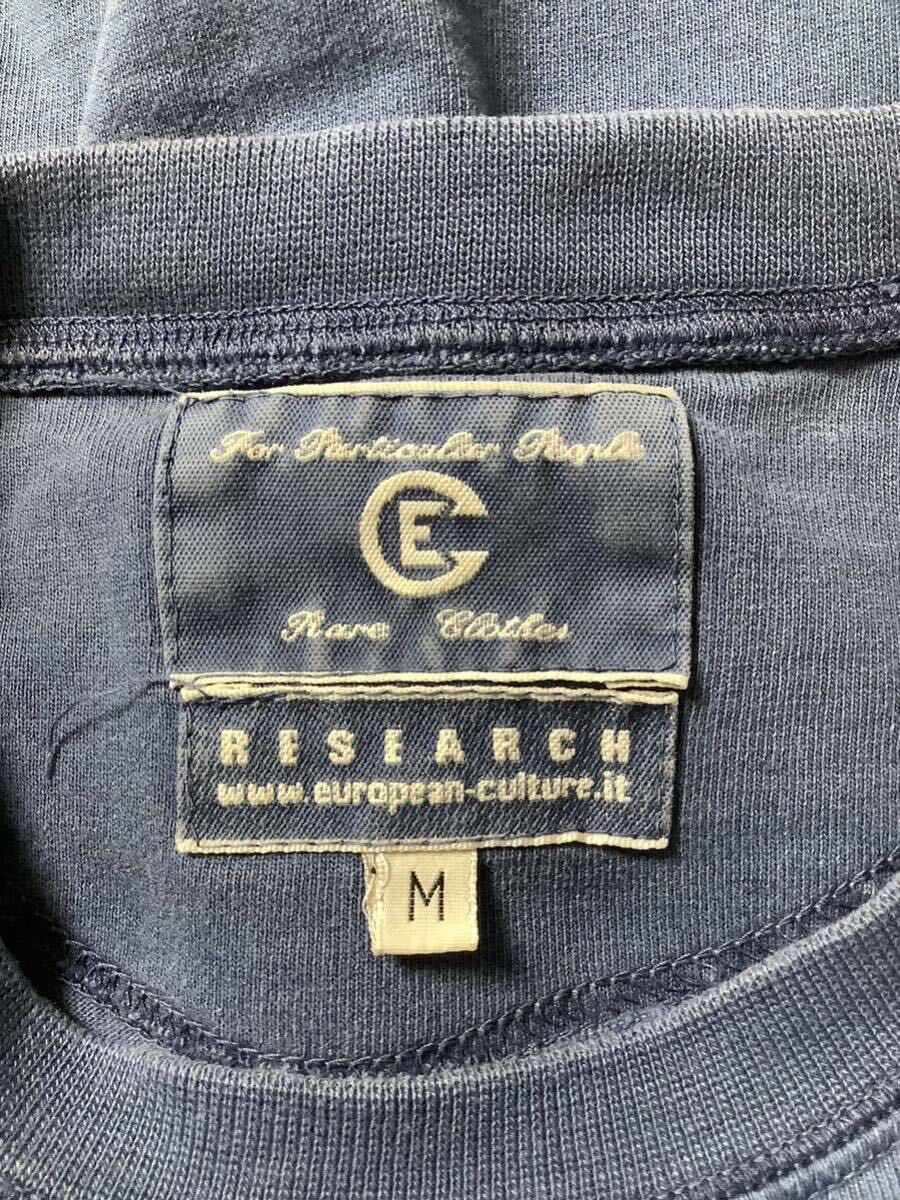 For Particular People
CE
Rare Clothes
RESEARCH
www.european-culture.it
M